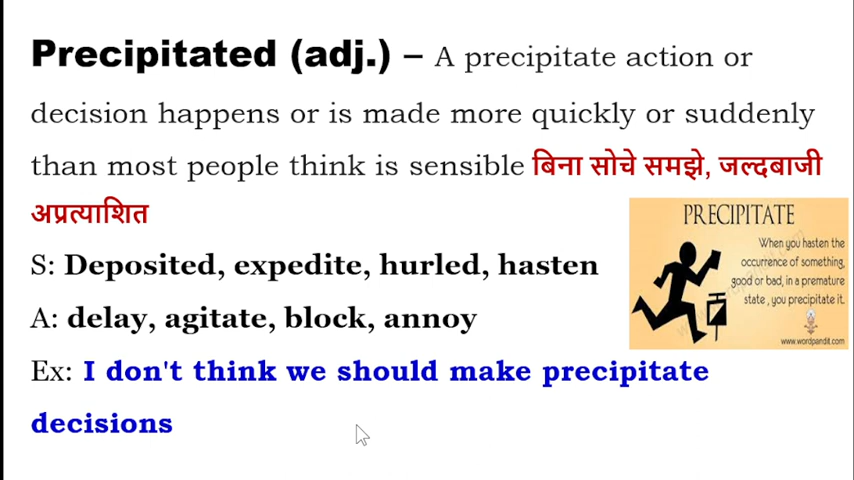 Precipitated (adj.) – A precipitate action or
decision happens or is made more quickly or suddenly
than most people think is sensible बिना सोचे समझे, जल्दबाजी
अप्रत्याशित
S: Deposited, expedite, hurled, hasten
A: delay, agitate, block, annoy
Ex: I don't think we should make precipitate
decisions
PRECIPITATE
When you hasten the
occurrence of something,
good or bad, in a premature
state , you precipitate it.
www.wordpandit.com